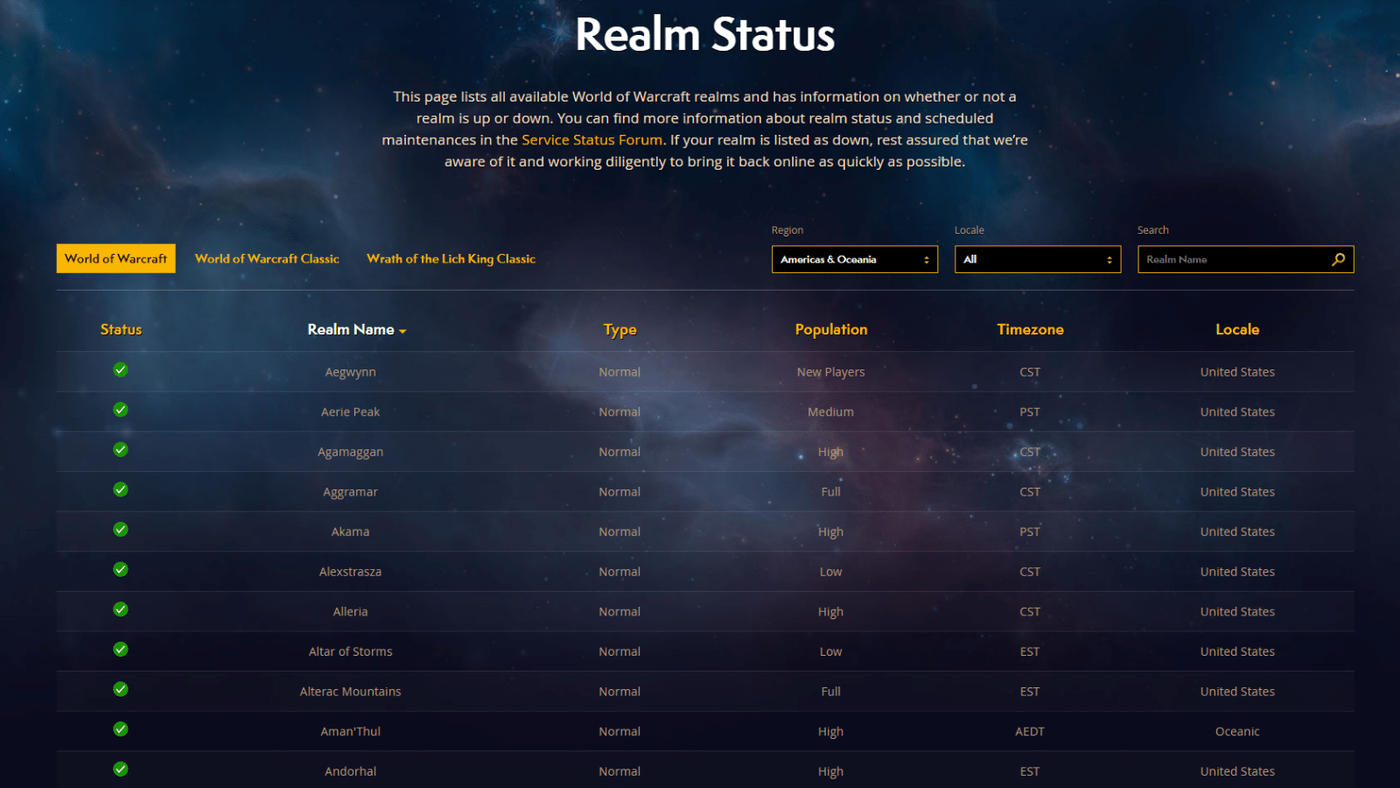 Realm Status
This page lists all available World of Warcraft realms and has information on whether or not a
realm is up or down. You can find more information about realm status and scheduled
maintenances in the Service Status Forum. If your realm is listed as down, rest assured that we're
aware of it and working diligently to bring it back online as quickly as possible.
Region Locale Search
World of Warcraft World of Warcraft Classic Wrath of the Lich King Classic Americas & Oceania All Realm Name
Status Realm Name Type Population Timezone Locale
Aegwynn Normal New Players CST United States
Aerie Peak Normal Medium PST United States
Agamaggan Normal High CST United States
Aggramar Normal Full CST United States
Akama Normal High PST United States
Alexstrasza Normal Low CST United States
Alleria Normal High CST United States
Altar of Storms Normal Low EST United States
Alterac Mountains Normal Full EST United States
Aman'Thul Normal High AEDT Oceanic
Andorhal Normal High EST United States